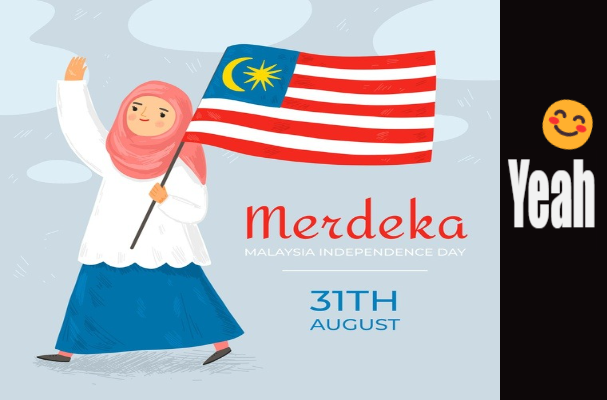 Merdeka
MALAYSIA INDEPENDENCE DAY
31TH
AUGUST
Yeah